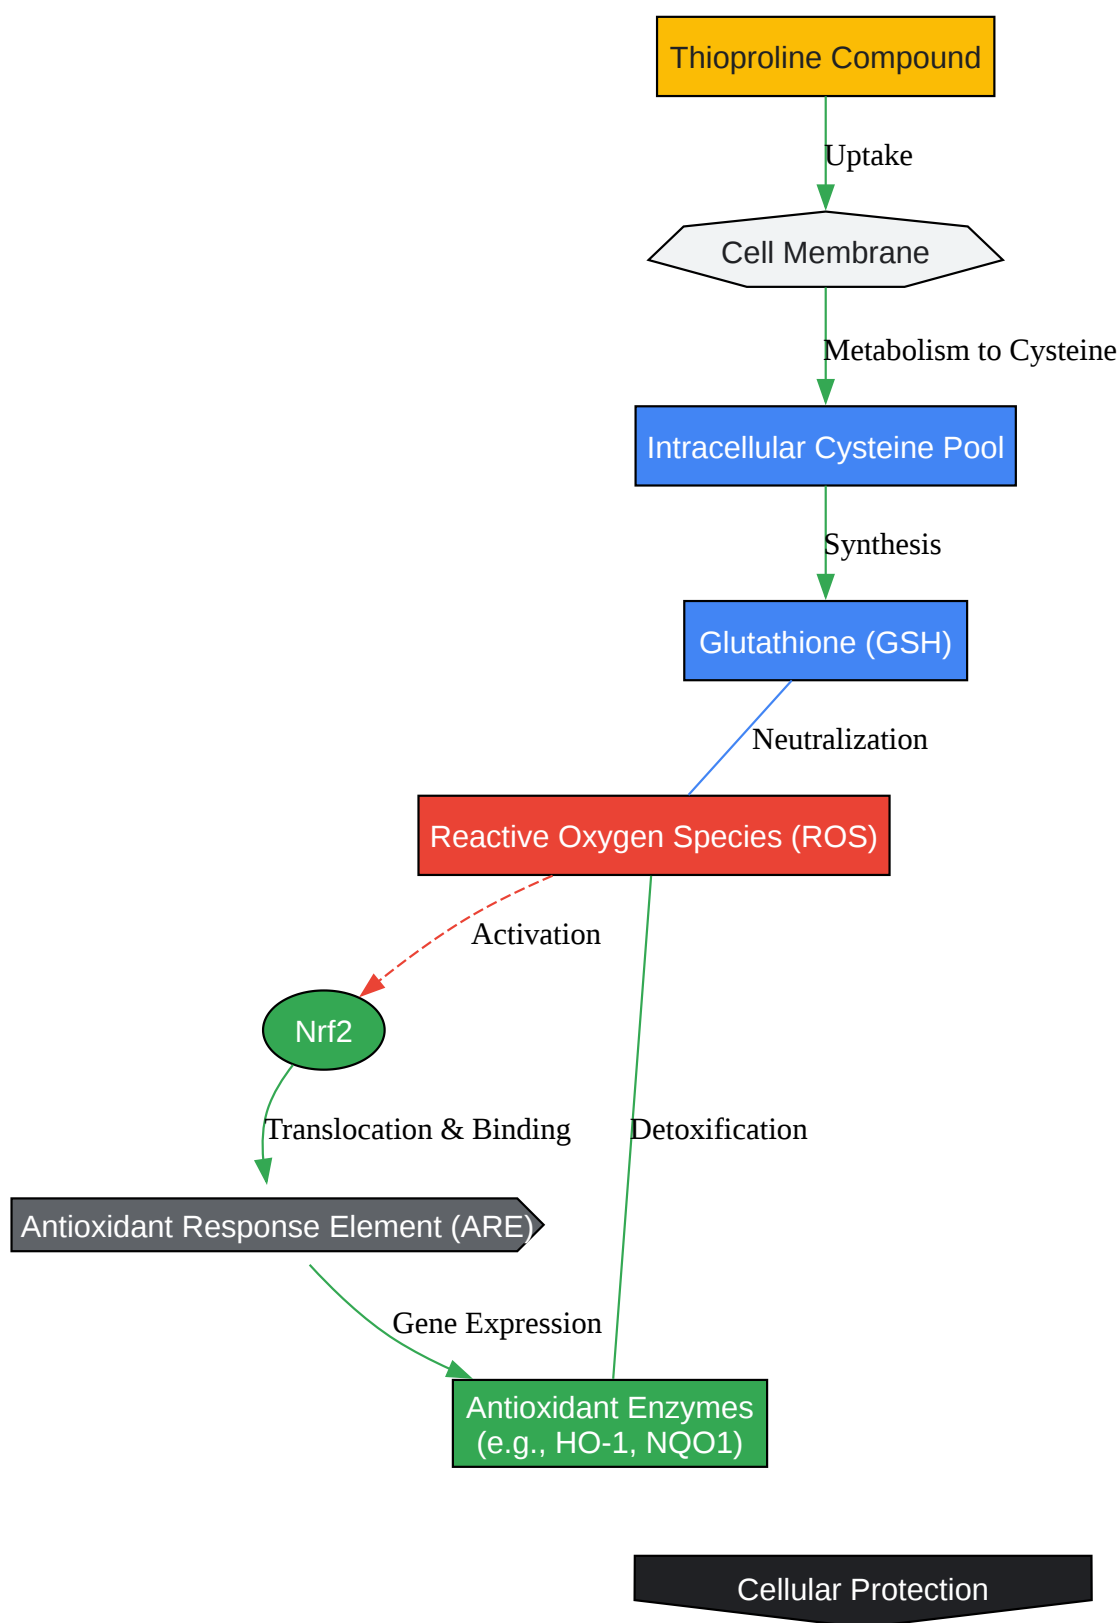 Thioproline Compound
Uptake
Cell Membrane
Metabolism to Cysteine
Intracellular Cysteine Pool
Synthesis
Glutathione (GSH)
Neutralization
Reactive Oxygen Species (ROS)
Activation
Nrf2
Translocation & Binding
Detoxification
Antioxidant Response Element (ARE)
Gene Expression
Antioxidant Enzymes
(e.g., HO-1, NQO1)
Cellular Protection